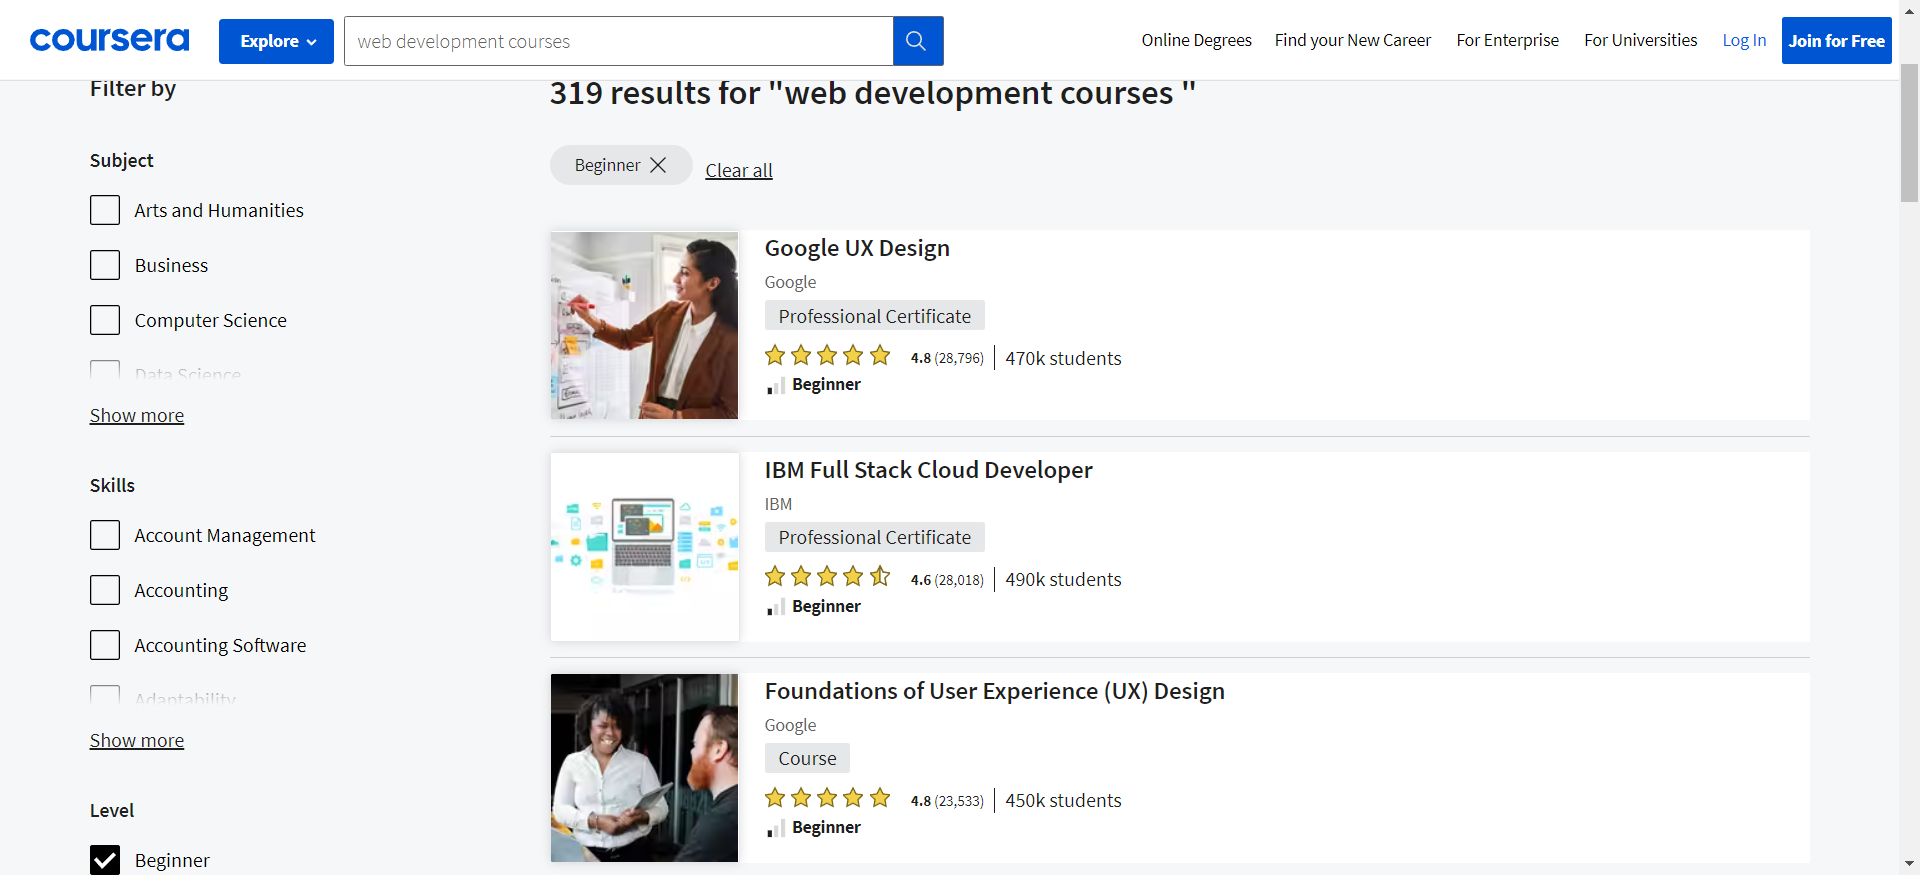 coursera
Explore
web development courses
Online Degrees
Find your New Career
For Enterprise
For Universities
Log In
Join for Free
Filter by
Subject
Arts and Humanities
Business
Computer Science
Data Science
Show more
Skills
Account Management
Accounting
Accounting Software
Adaptability
Show more
Level
Beginner
319 results for "web development courses "
Beginner
Clear all
Google UX Design
Google
Professional Certificate
4.8 (28,796) | 470k students
Beginner
IBM Full Stack Cloud Developer
IBM
Professional Certificate
4.6 (28,018) | 490k students
Beginner
Foundations of User Experience (UX) Design
Google
Course
4.8 (23,533) | 450k students
Beginner